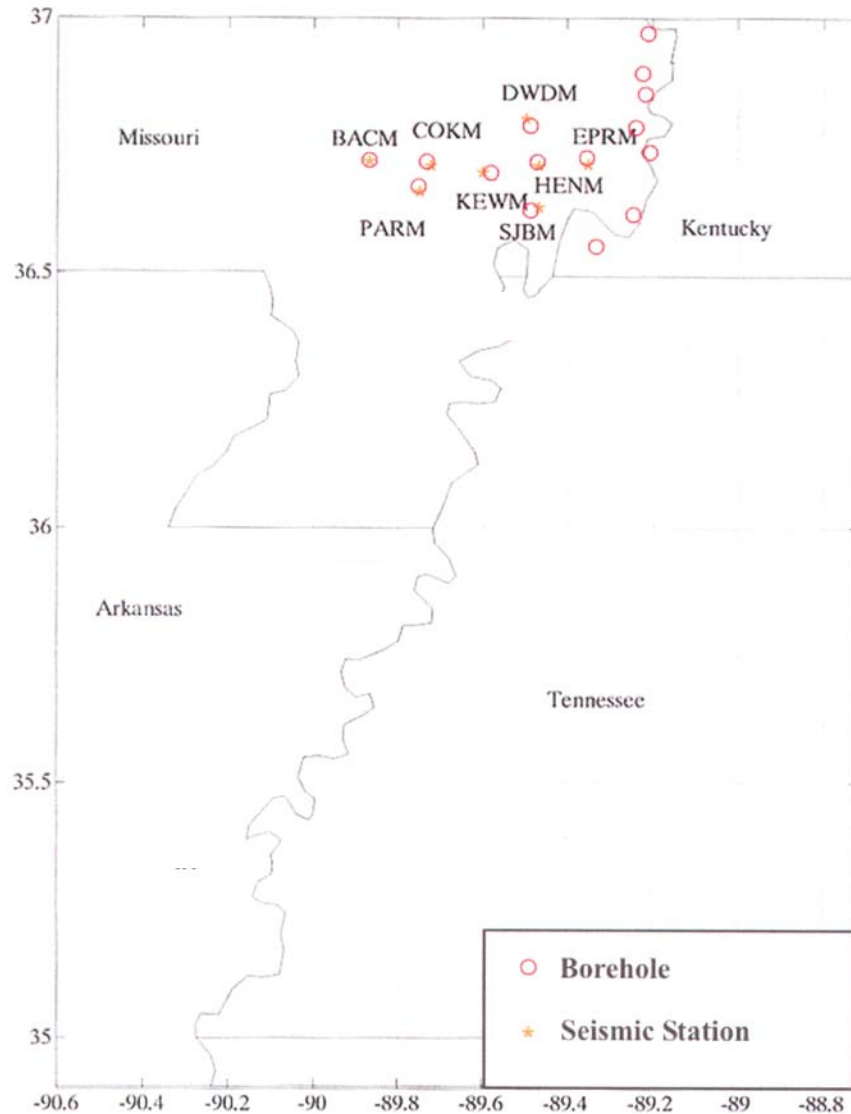 37
DWDM
Missouri
COKM
BACM
EPRM
KEWM
HENM
PARM
SJBM
Kentucky
36.5
36
Arkansas
Tennessee
35.5
Borehole
Seismic Station
35
-90.6 -90.4 -90.2 -90 -89.8 -89.6 -89.4 -89.2 -89 -88.8